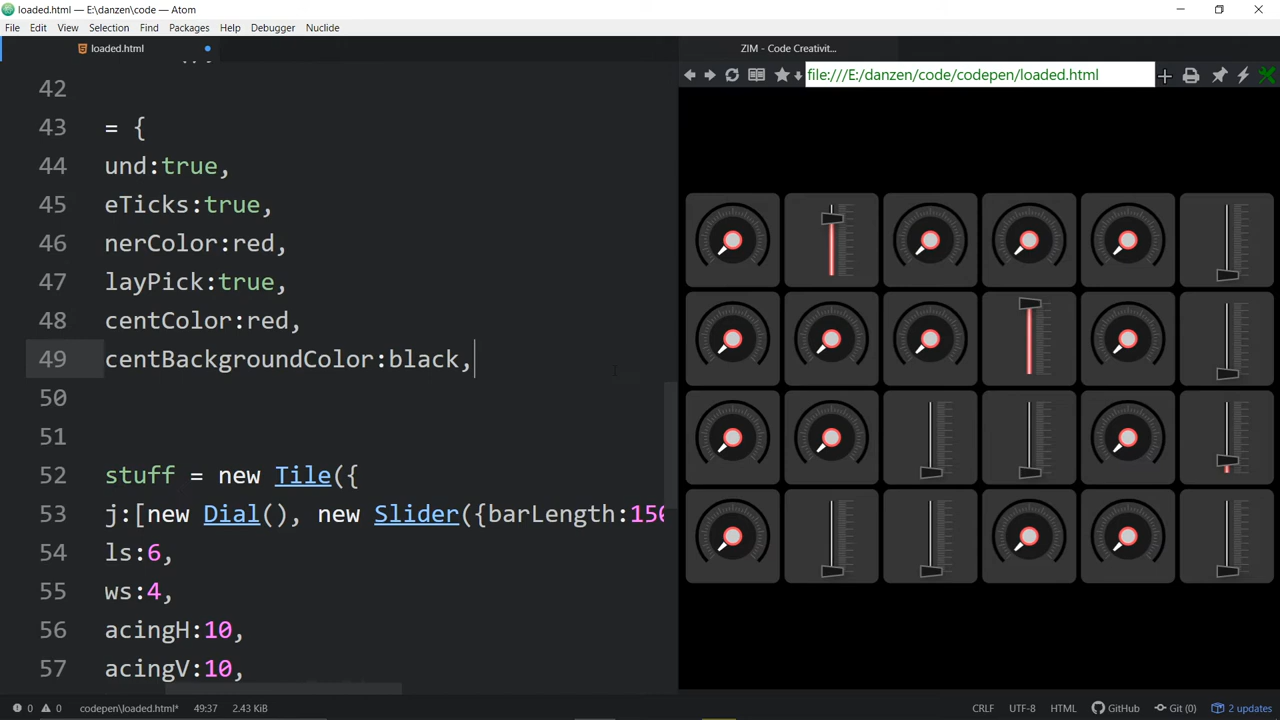 loaded.html — E:\danzen\code — Atom
File Edit View Selection Find Packages Help Debugger Nuclide
loaded.html
ZIM - Code Creativit...
file:///E:/danzen/code/codepen/loaded.html
42
43 = {
44 und:true,
45 eTicks:true,
46 nerColor:red,
47 layPick:true,
48 centColor:red,
49 centBackgroundColor:black,
50
51
52 stuff = new Tile({
53 j:[new Dial(), new Slider({barLength:150
54 ls:6,
55 ws:4,
56 acingH:10,
57 acingV:10,
0 0 codepen\loaded.html* 49:37 2.43 KiB CRLF UTF-8 HTML GitHub Git (0) 2 updates